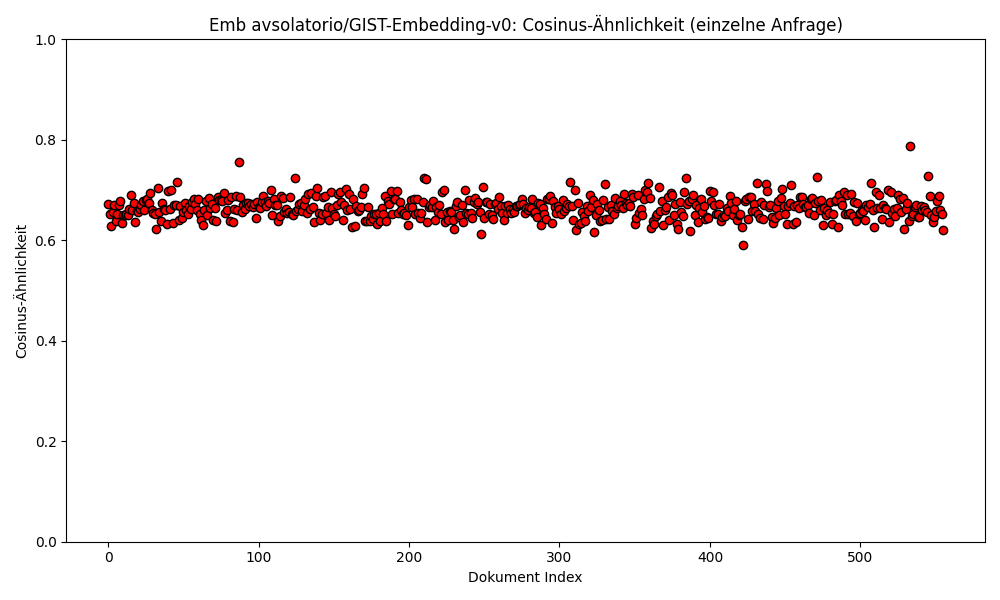 Emb avsolatorio/GIST-Embedding-v0: Cosinus-Ähnlichkeit (einzelne Anfrage)
1.0
0.8
0.6
0.4
0.2
0.0
Cosinus-Ähnlichkeit
0 100 200 300 400 500
Dokument Index